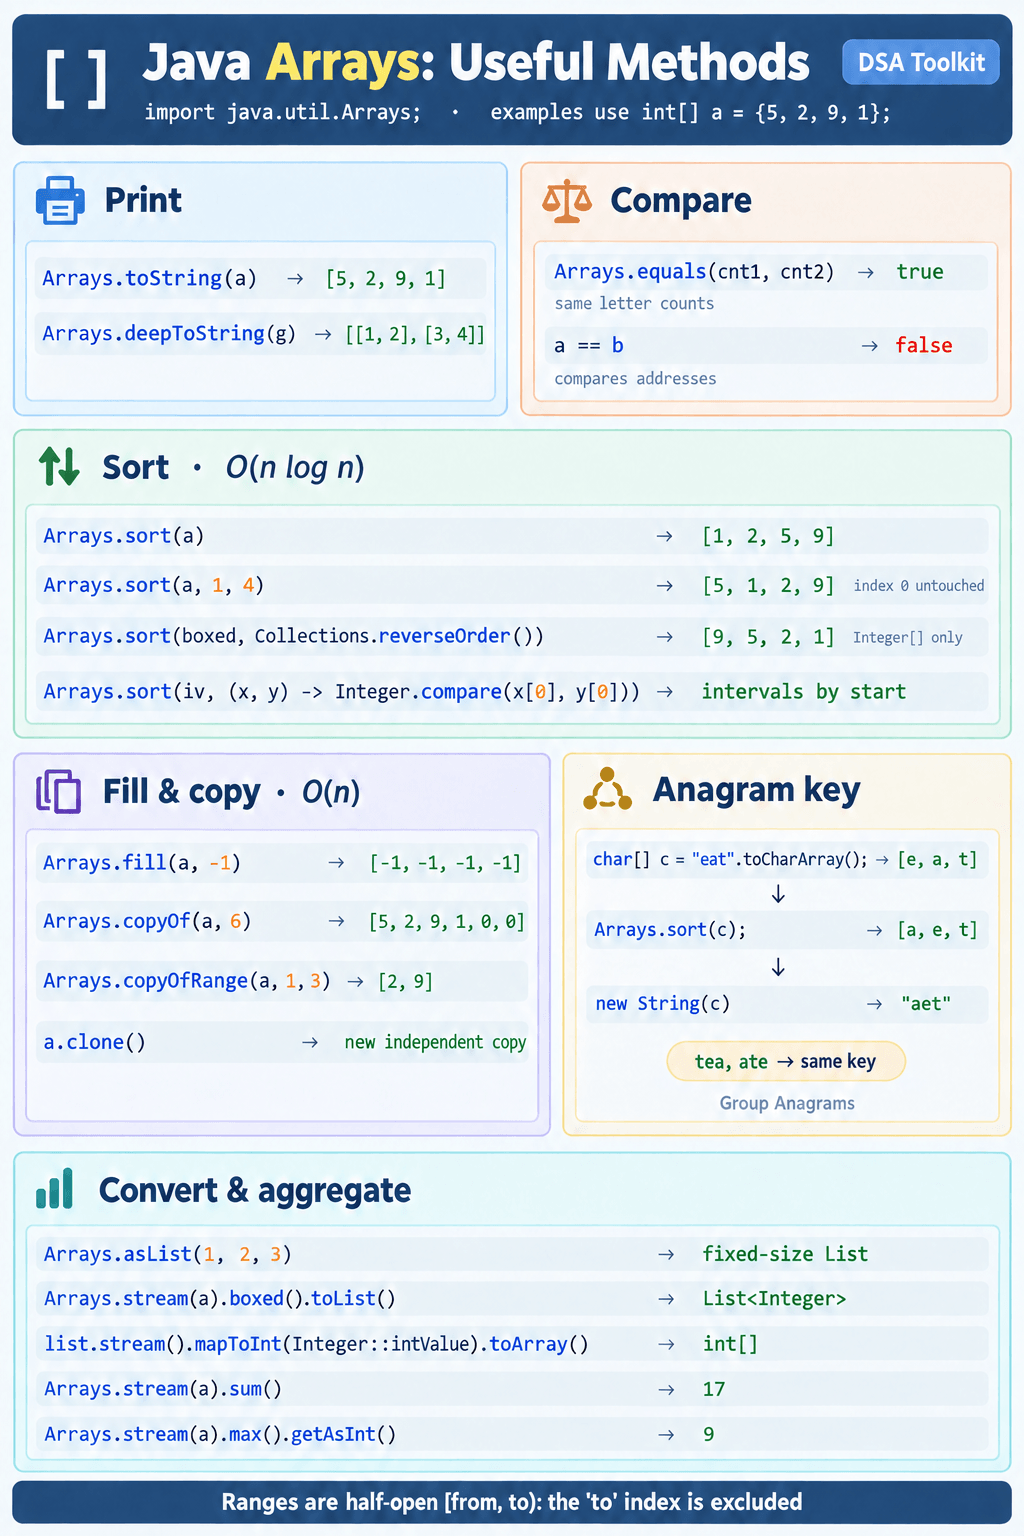 [ ]
Java Arrays: Useful Methods
DSA Toolkit
import java.util.Arrays; · examples use int[] a = {5, 2, 9, 1};
Print
Arrays.toString(a) → [5, 2, 9, 1]
Arrays.deepToString(g) → [[1, 2], [3, 4]]
Compare
Arrays.equals(cnt1, cnt2) → true
same letter counts
a == b → false
compares addresses
Sort · O(n log n)
Arrays.sort(a) → [1, 2, 5, 9]
Arrays.sort(a, 1, 4) → [5, 1, 2, 9] index 0 untouched
Arrays.sort(boxed, Collections.reverseOrder()) → [9, 5, 2, 1] Integer[] only
Arrays.sort(iv, (x, y) -> Integer.compare(x[0], y[0])) → intervals by start
Fill & copy · O(n)
Arrays.fill(a, -1) → [-1, -1, -1, -1]
Arrays.copyOf(a, 6) → [5, 2, 9, 1, 0, 0]
Arrays.copyOfRange(a, 1, 3) → [2, 9]
a.clone() → new independent copy
Anagram key
char[] c = "eat".toCharArray(); → [e, a, t]
↓
Arrays.sort(c); → [a, e, t]
↓
new String(c) → "aet"
tea, ate → same key
Group Anagrams
Convert & aggregate
Arrays.asList(1, 2, 3) → fixed-size List
Arrays.stream(a).boxed().toList() → List<Integer>
list.stream().mapToInt(Integer::intValue).toArray() → int[]
Arrays.stream(a).sum() → 17
Arrays.stream(a).max().getAsInt() → 9
Ranges are half-open [from, to): the 'to' index is excluded